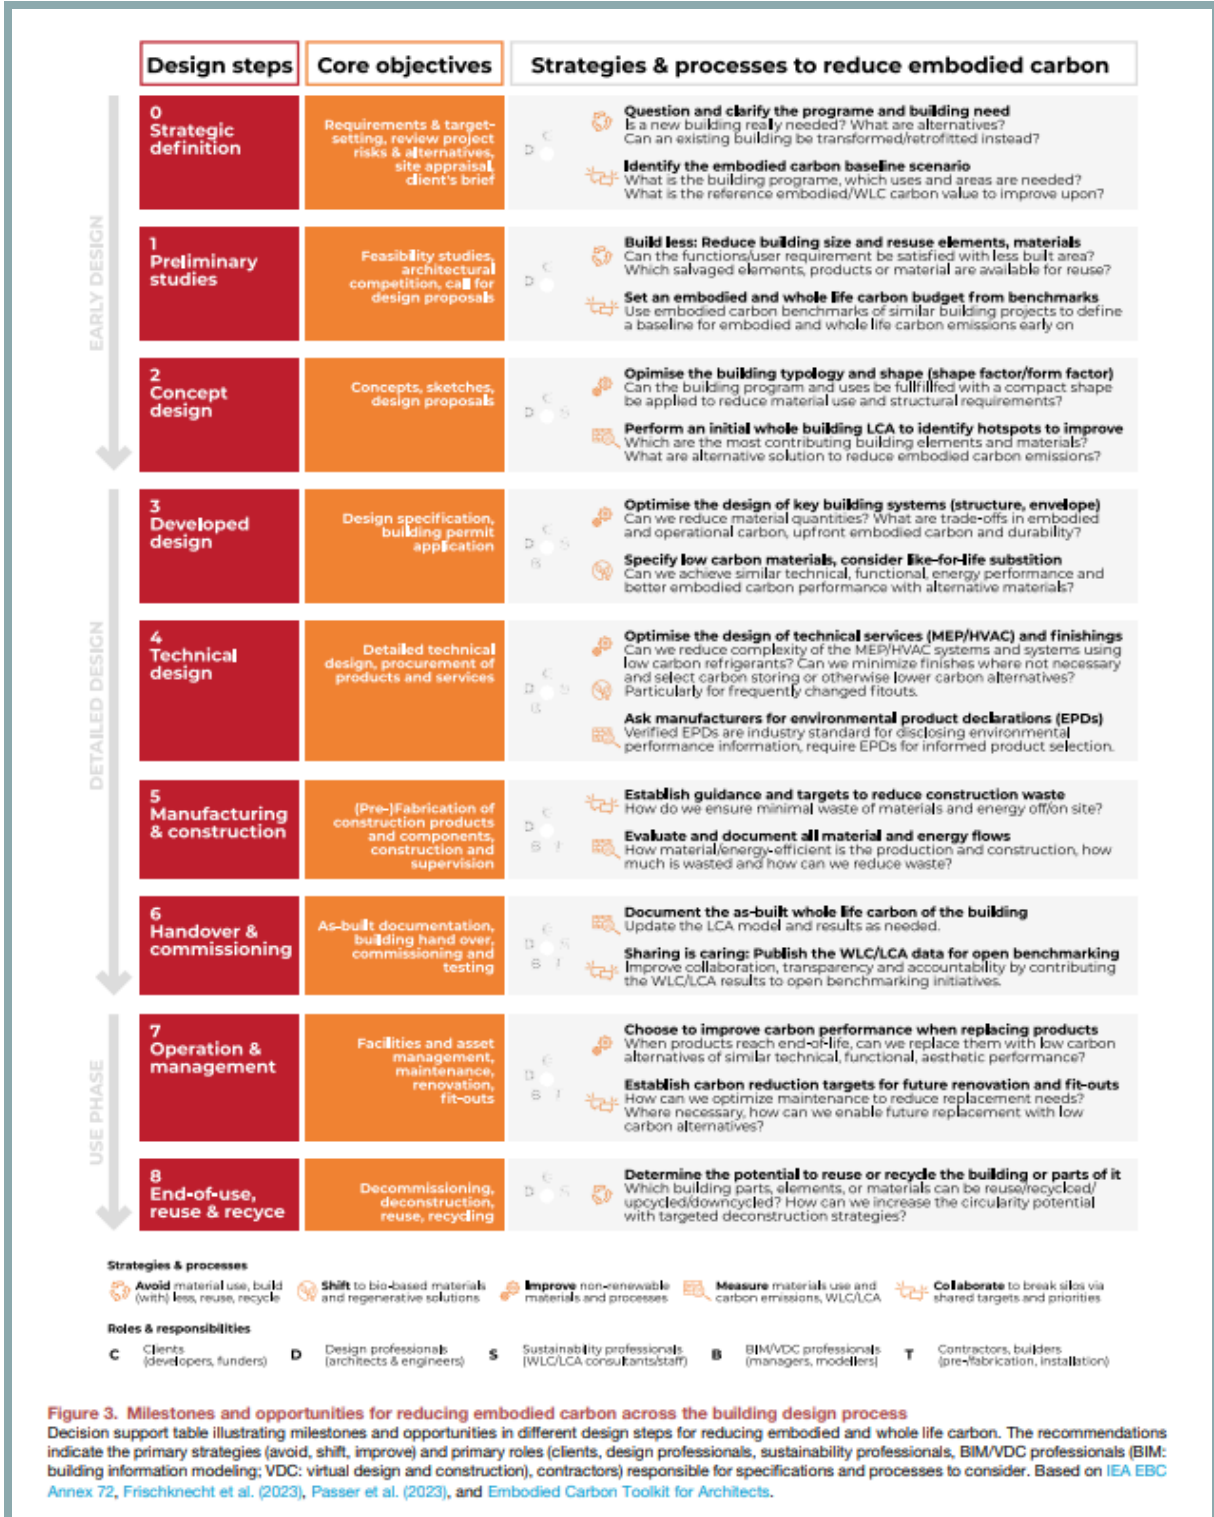 Design steps
Core objectives
Strategies & processes to reduce embodied carbon
EARLY DESIGN
0
Strategic
definition
Requirements & target-
setting, review project
risks & alternatives,
site appraisal,
client's brief
C
D
Question and clarify the programe and building need
Is a new building really needed? What are alternatives?
Can an existing building be transformed/retrofitted instead?
Identify the embodied carbon baseline scenario
What is the building programe, which uses and areas are needed?
What is the reference embodied/WLC carbon value to improve upon?
1
Preliminary
studies
Feasibility studies,
architectural
competition, call for
design proposals
C
D
Build less: Reduce building size and resuse elements, materials
Can the functions/user requirement be satisfied with less built area?
Which salvaged elements, products or material are available for reuse?
Set an embodied and whole life carbon budget from benchmarks
Use embodied carbon benchmarks of similar building projects to define
a baseline for embodied and whole life carbon emissions early on
2
Concept
design
Concepts, sketches,
design proposals
C
D S
Opimise the building typology and shape (shape factor/form factor)
Can the building program and uses be fullfillfed with a compact shape
be applied to reduce material use and structural requirements?
Perform an initial whole building LCA to identify hotspots to improve
Which are the most contributing building elements and materials?
What are alternative solution to reduce embodied carbon emissions?
DETAILED DESIGN
3
Developed
design
Design specification,
building permit
application
C
D S
B
Optimise the design of key building systems (structure, envelope)
Can we reduce material quantities? What are trade-offs in embodied
and operational carbon, upfront embodied carbon and durability?
Specify low carbon materials, consider like-for-life substition
Can we achieve similar technical, functional, energy performance and
better embodied carbon performance with alternative materials?
4
Technical
design
Detailed technical
design, procurement of
products and services
C
D S
B
Optimise the design of technical services (MEP/HVAC) and finishings
Can we reduce complexity of the MEP/HVAC systems and systems using
low carbon refrigerants? Can we minimize finishes where not necessary
and select carbon storing or otherwise lower carbon alternatives?
Particularly for frequently changed fitouts.
Ask manufacturers for environmental product declarations (EPDs)
Verified EPDs are industry standard for disclosing environmental
performance information, require EPDs for informed product selection.
5
Manufacturing
& construction
(Pre-)Fabrication of
construction products
and components,
construction and
supervision
C
D
B T
Establish guidance and targets to reduce construction waste
How do we ensure minimal waste of materials and energy off/on site?
Evaluate and document all material and energy flows
How material/energy-efficient is the production and construction, how
much is wasted and how can we reduce waste?
6
Handover &
commissioning
As-built documentation,
building hand over,
commissioning and
testing
C
D S
B T
Document the as-built whole life carbon of the building
Update the LCA model and results as needed.
Sharing is caring: Publish the WLC/LCA data for open benchmarking
Improve collaboration, transparency and accountability by contributing
the WLC/LCA results to open benchmarking initiatives.
USE PHASE
7
Operation &
management
Facilities and asset
management,
maintenance,
renovation,
fit-outs
C
D
B T
Choose to improve carbon performance when replacing products
When products reach end-of-life, can we replace them with low carbon
alternatives of similar technical, functional, aesthetic performance?
Establish carbon reduction targets for future renovation and fit-outs
How can we optimize maintenance to reduce replacement needs?
Where necessary, how can we enable future replacement with low
carbon alternatives?
8
End-of-use,
reuse & recyce
Decommissioning,
deconstruction,
reuse, recycling
C
D S
Determine the potential to reuse or recycle the building or parts of it
Which building parts, elements, or materials can be reuse/recyclced/
upcycled/downcycled? How can we increase the circularity potential
with targeted deconstruction strategies?
Strategies & processes
Avoid material use, build
(with) less, reuse, recycle
Shift to bio-based materials
and regenerative solutions
Improve non-renewable
materials and processes
Measure materials use and
carbon emissions, WLC/LCA
Collaborate to break silos via
shared targets and priorities
Roles & responsibilities
C Clients
(developers, funders)
D Design professionals
(architects & engineers)
S Sustainability professionals
(WLC/LCA consultants/staff)
B BIM/VDC professionals
(managers, modellers)
T Contractors, builders
(pre-/fabrication, installation)
Figure 3. Milestones and opportunities for reducing embodied carbon across the building design process
Decision support table illustrating milestones and opportunities in different design steps for reducing embodied and whole life carbon. The recommendations
indicate the primary strategies (avoid, shift, improve) and primary roles (clients, design professionals, sustainability professionals, BIM/VDC professionals (BIM:
building information modeling; VDC: virtual design and construction), contractors) responsible for specifications and processes to consider. Based on IEA EBC
Annex 72, Frischknecht et al. (2023), Passer et al. (2023), and Embodied Carbon Toolkit for Architects.